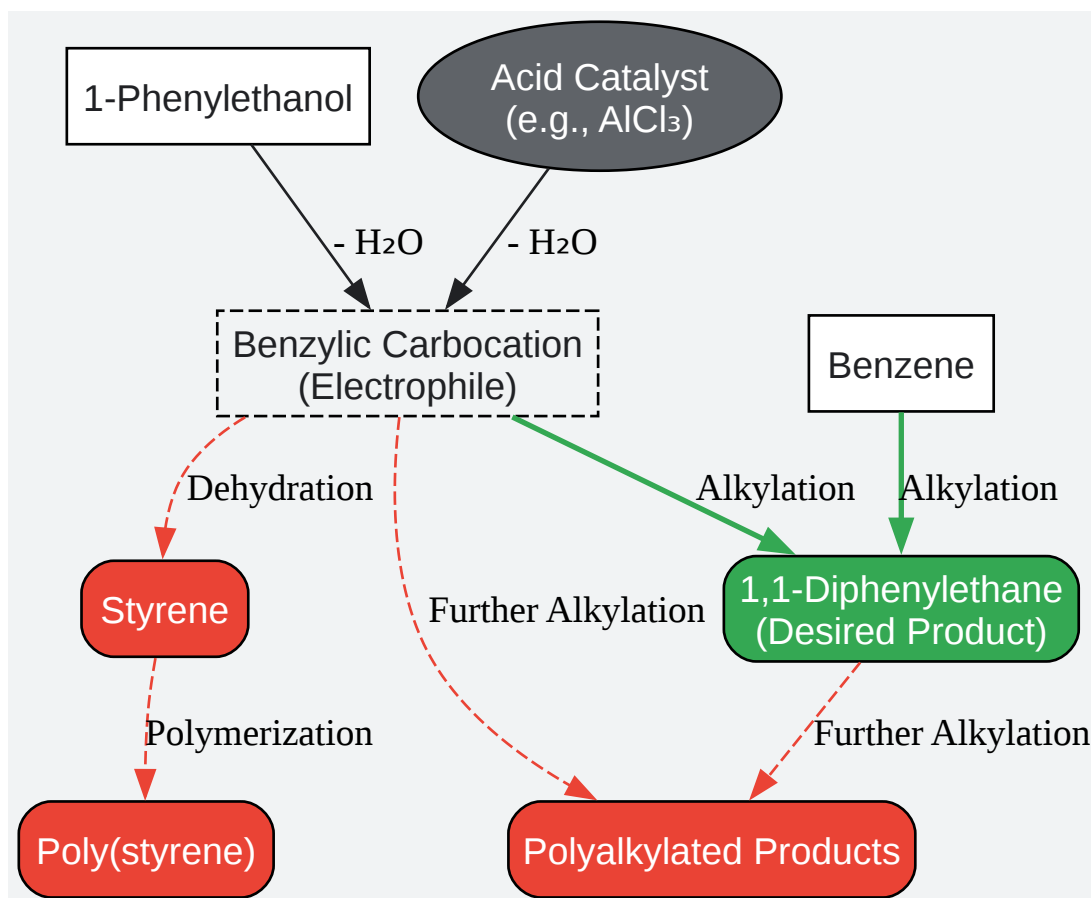 1-Phenylethanol
Acid Catalyst
(e.g., AlCl₃)
- H₂O
- H₂O
Benzylic Carbocation
(Electrophile)
Benzene
Dehydration
Alkylation
Alkylation
Styrene
Further Alkylation
1,1-Diphenylethane
(Desired Product)
Polymerization
Further Alkylation
Poly(styrene)
Polyalkylated Products